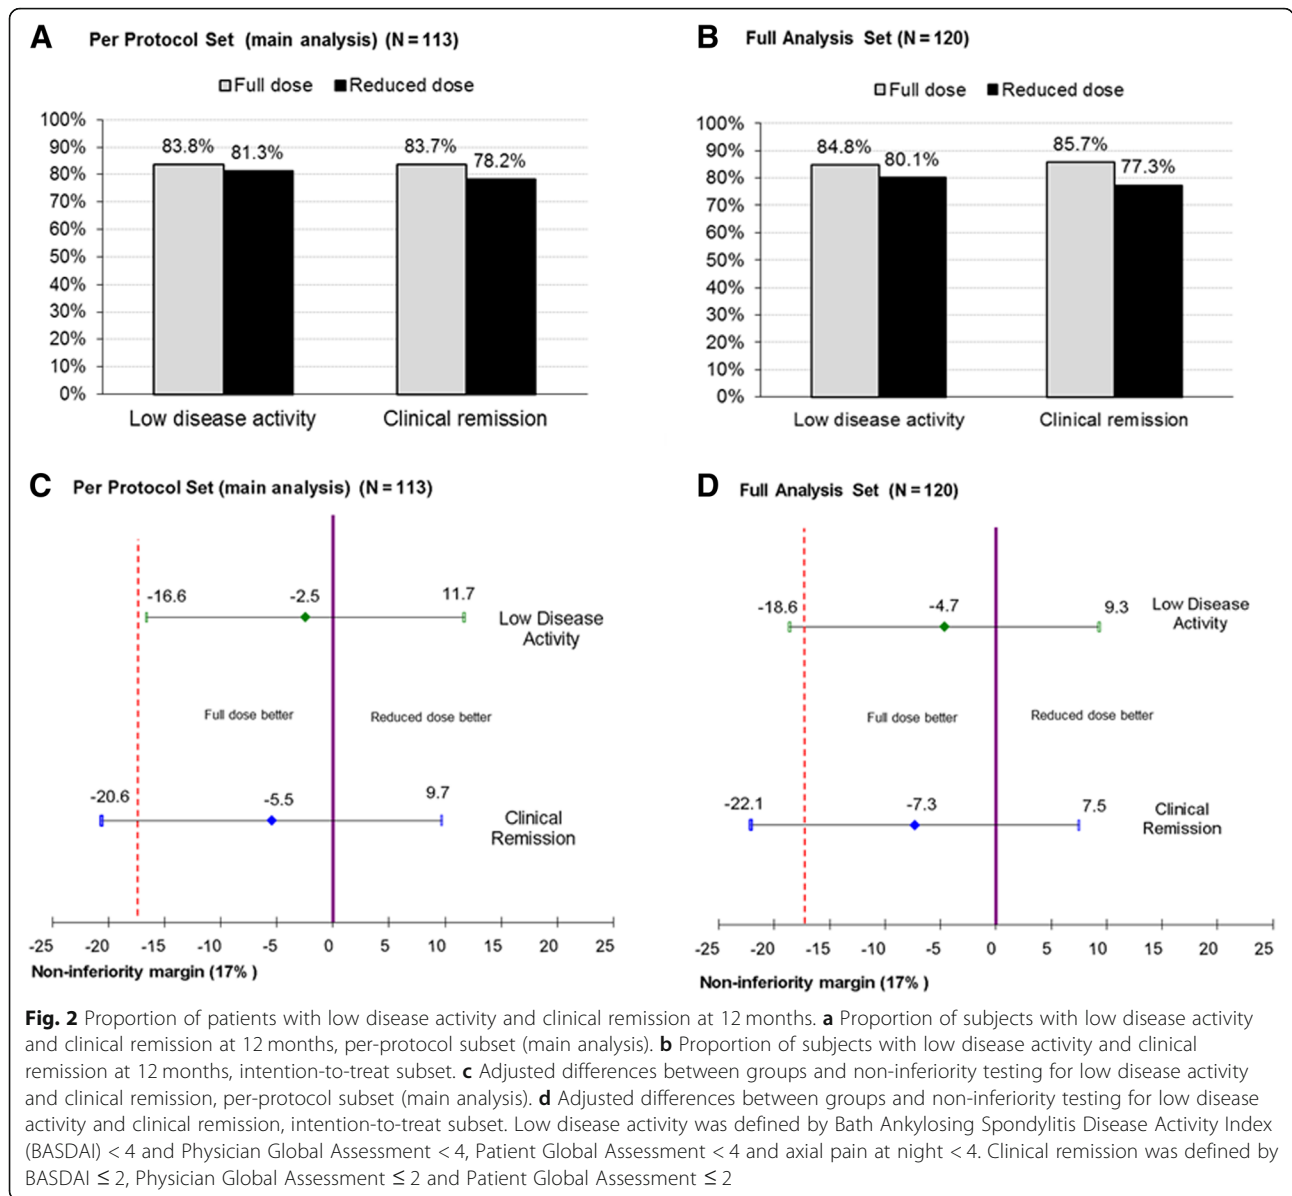 A Per Protocol Set (main analysis) (N = 113)
Full dose Reduced dose
100%
90%
80%
70%
60%
50%
40%
30%
20%
10%
0%
83.8%
81.3%
83.7%
78.2%
Low disease activity Clinical remission
B Full Analysis Set (N = 120)
Full dose Reduced dose
100%
90%
80%
70%
60%
50%
40%
30%
20%
10%
0%
84.8%
80.1%
85.7%
77.3%
Low disease activity Clinical remission
C Per Protocol Set (main analysis) (N = 113)
-16.6 -2.5 11.7
Low Disease
Activity
Full dose better Reduced dose better
-20.6 -5.5 9.7
Clinical
Remission
-25 -20 -15 -10 -5 0 5 10 15 20 25
Non-inferiority margin (17% )
D Full Analysis Set (N = 120)
-18.6 -4.7 9.3
Low Disease
Activity
Full dose better Reduced dose better
-22.1 -7.3 7.5
Clinical
Remission
-25 -20 -15 -10 -5 0 5 10 15 20 25
Non-inferiority margin (17% )
Fig. 2 Proportion of patients with low disease activity and clinical remission at 12 months. a Proportion of subjects with low disease activity
and clinical remission at 12 months, per-protocol subset (main analysis). b Proportion of subjects with low disease activity and clinical
remission at 12 months, intention-to-treat subset. c Adjusted differences between groups and non-inferiority testing for low disease activity
and clinical remission, per-protocol subset (main analysis). d Adjusted differences between groups and non-inferiority testing for low disease
activity and clinical remission, intention-to-treat subset. Low disease activity was defined by Bath Ankylosing Spondylitis Disease Activity Index
(BASDAI) < 4 and Physician Global Assessment < 4, Patient Global Assessment < 4 and axial pain at night < 4. Clinical remission was defined by
BASDAI ≤ 2, Physician Global Assessment ≤ 2 and Patient Global Assessment ≤ 2